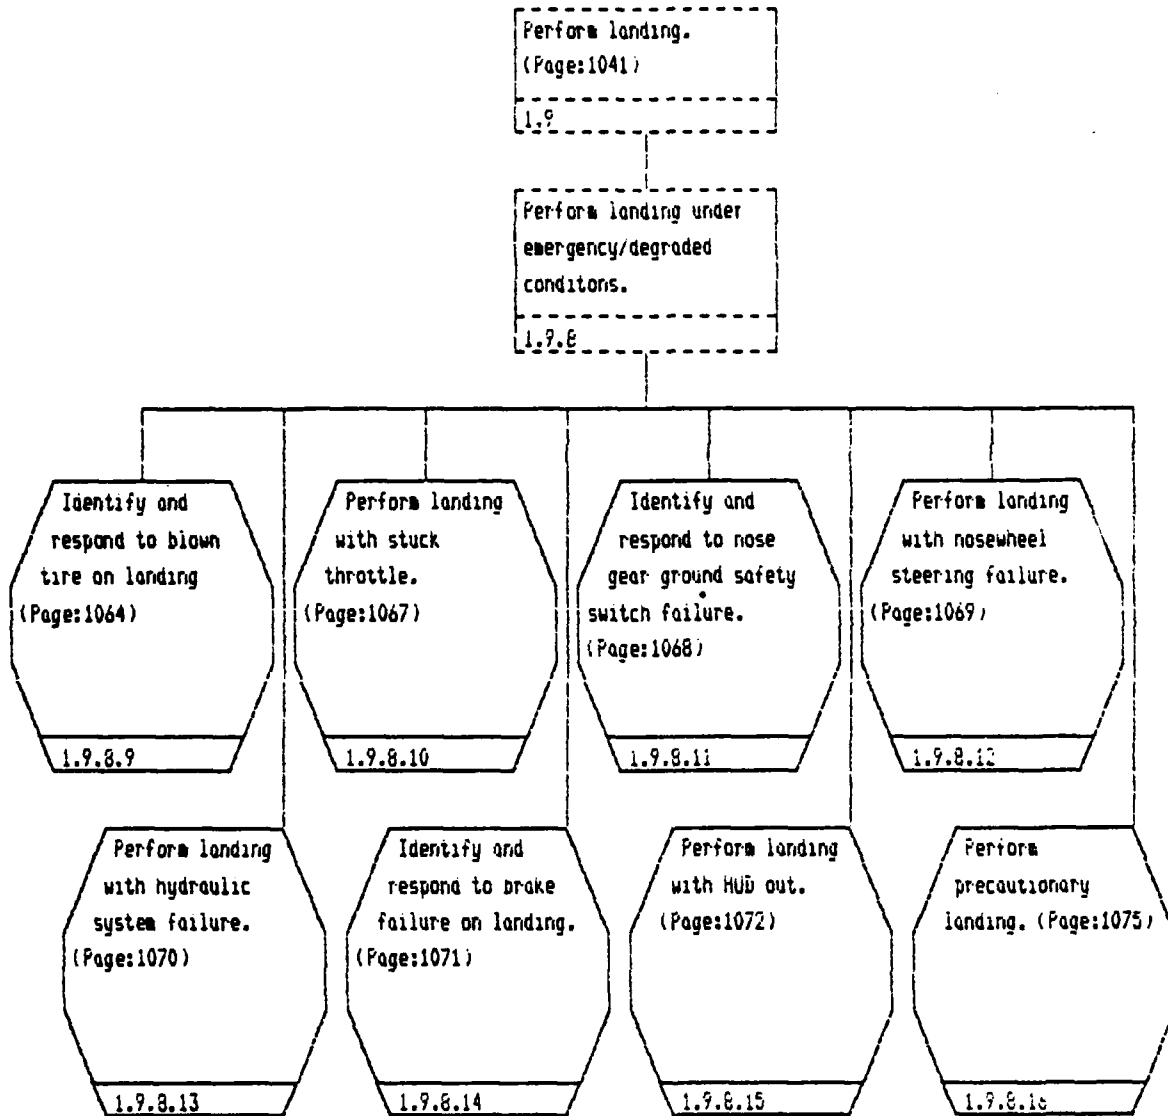 Perform landing.
(Page:1041)
1.9
Perform landing under
emergency/degraded
conditons.
1.9.8
Identify and
respond to blown
tire on landing
(Page:1064)
1.9.8.9
Perform landing
with stuck
throttle.
(Page:1067)
1.9.8.10
Identify and
respond to nose
gear ground safety
switch failure.
(Page:1068)
1.9.8.11
Perform landing
with nosewheel
steering failure.
(Page:1069)
1.9.8.12
Perform landing
with hydraulic
system failure.
(Page:1070)
1.9.8.13
Identify and
respond to brake
failure on landing.
(Page:1071)
1.9.8.14
Perform landing
with HUD out.
(Page:1072)
1.9.8.15
Perform
precautionary
landing. (Page:1075)
1.9.8.16